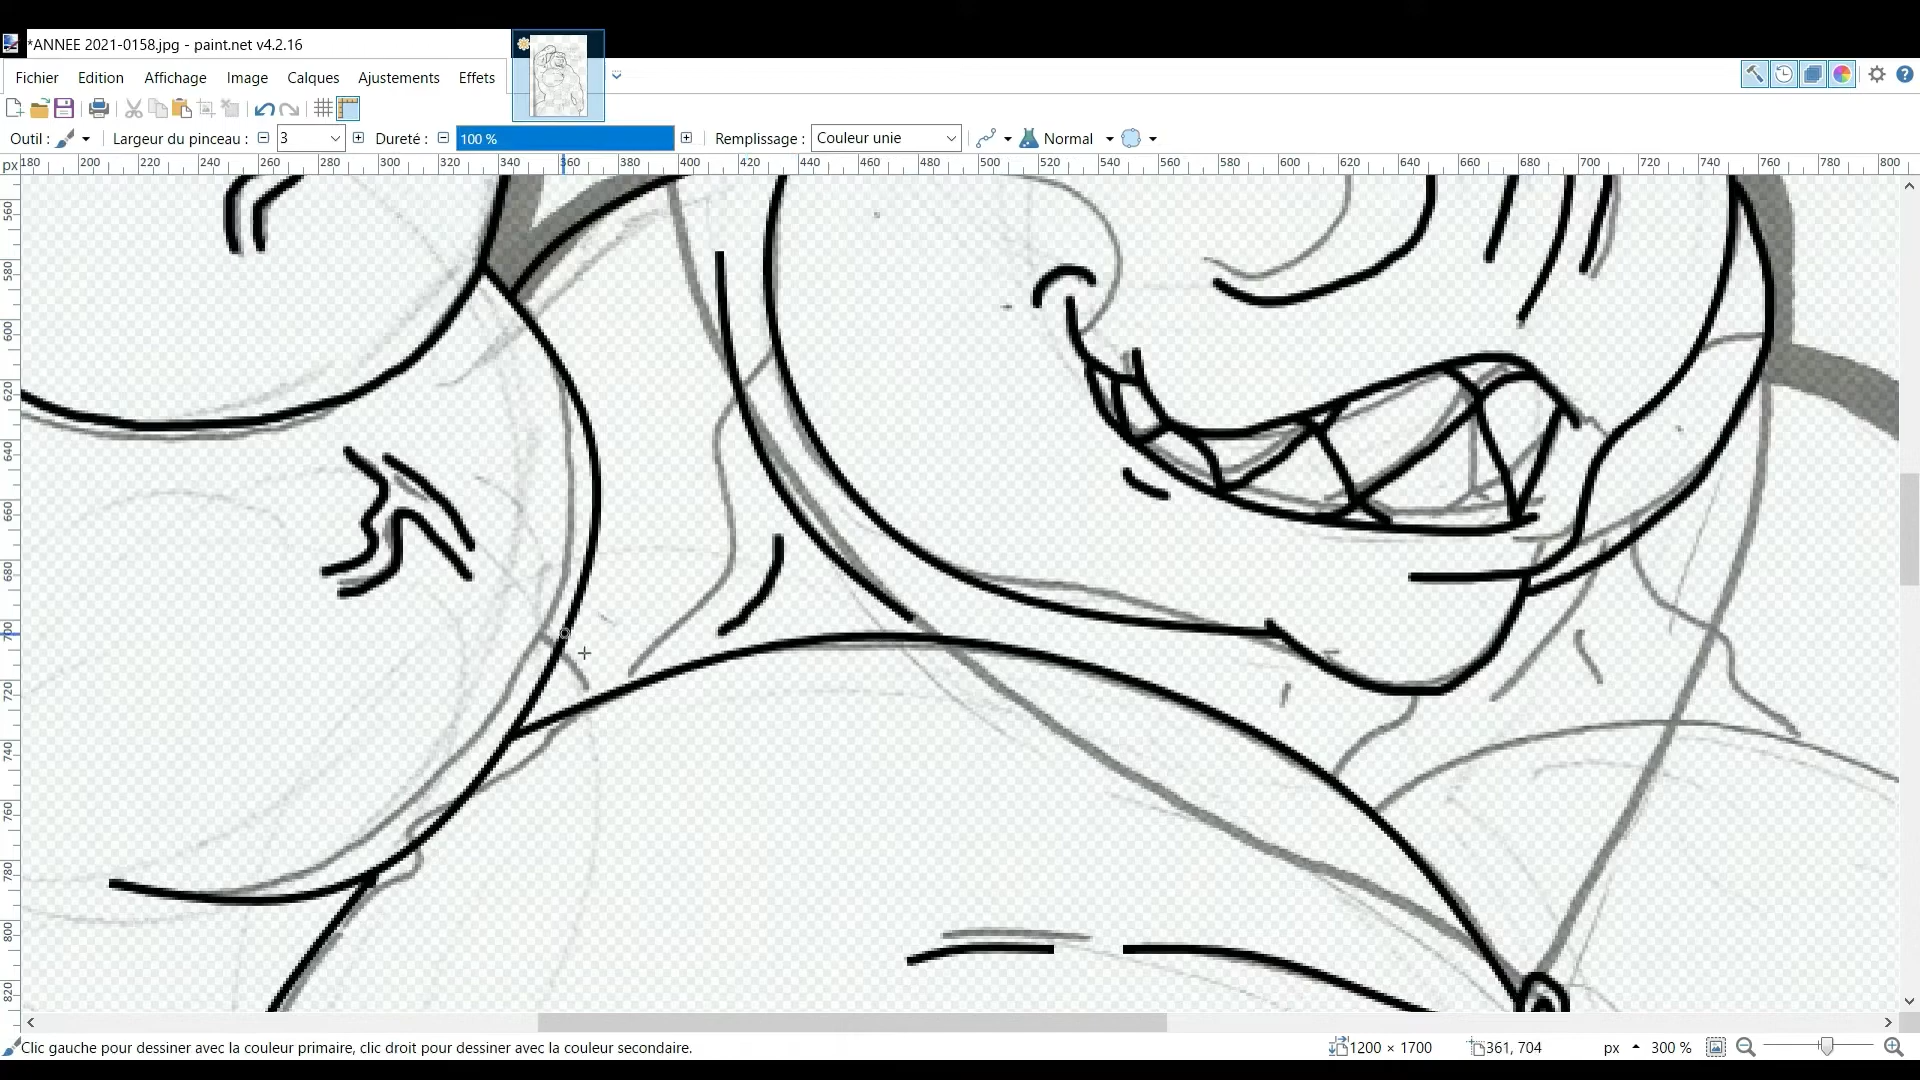 *ANNEE 2021-0158.jpg - paint.net v4.2.16
Fichier Edition Affichage Image Calques Ajustements Effets
Outil : Largeur du pinceau : 3 Dureté : 100 % Remplissage : Couleur unie Normal
px 180 200 220 240 260 280 300 320 340 360 380 400 420 440 460 480 500 520 540 560 580 600 620 640 660 680 700 720 740 760 780 800
560
580
600
620
640
660
680
700
720
740
760
780
800
820
Clic gauche pour dessiner avec la couleur primaire, clic droit pour dessiner avec la couleur secondaire. 1200 × 1700 361, 704 px 300 %